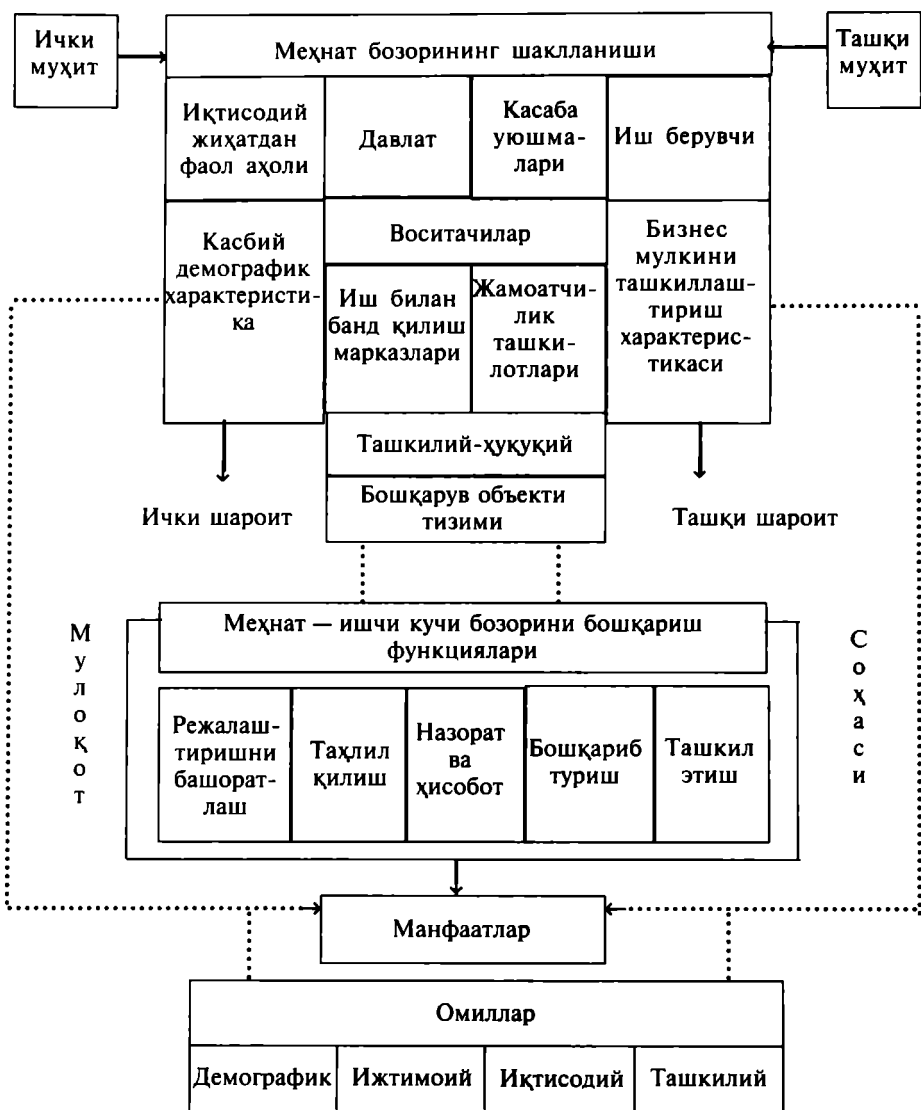 Ички
муҳит
Меҳнат бозорининг шаклланиши
Ташқи
муҳит
Иқтисодий
жиҳатдан
фаол аҳоли
Давлат
Касаба
уюшма-
лари
Иш берувчи
Касбий
демографик
характеристи-
ка
Воситачилар
Иш билан
банд қилиш
марказлари
Жамоатчи-
лик
ташки-
лотлари
Бизнес
мулкини
ташкиллаш-
тириш
характерис-
тикаси
Ташкилий-ҳуқуқий
Бошқарув объекти
тизими
Ички шароит
Ташқи шароит
Мулоқот
Меҳнат — ишчи кучи бозорини бошқариш
функциялари
Соҳаси
Режалаш-
тиришни
башорат-
лаш
Таҳлил
қилиш
Назорат
ва
ҳисобот
Бошқариб
туриш
Ташкил
этиш
Манфаатлар
Омиллар
Демографик
Ижтимоий
Иқтисодий
Ташкилий